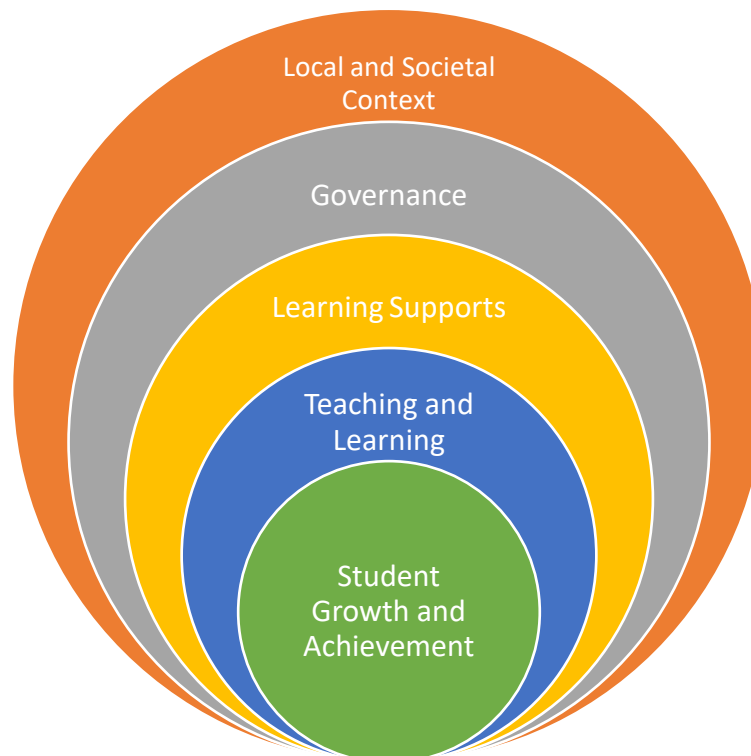 Local and Societal
Context
Governance
Learning Supports
Teaching and
Learning
Student
Growth and
Achievement